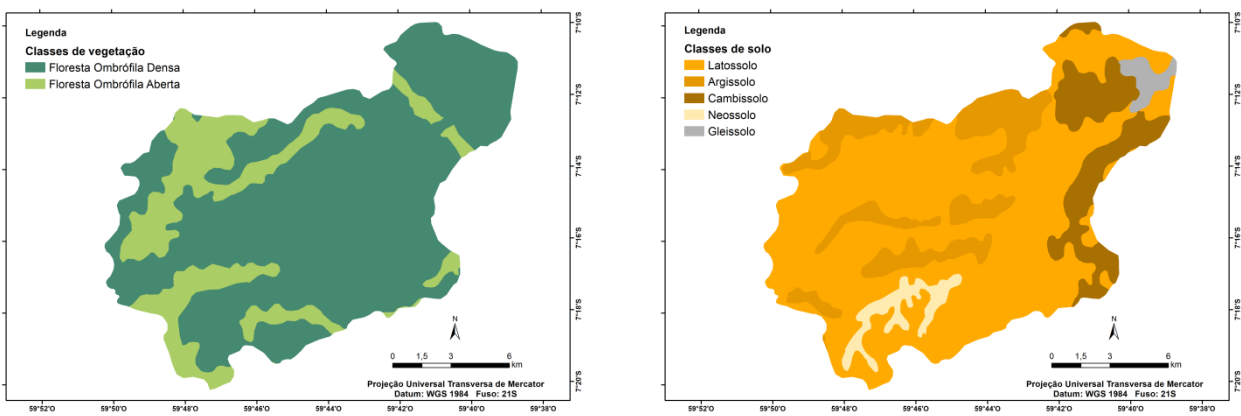 Legenda
Classes de vegetação
Floresta Ombrófila Densa
Floresta Ombrófila Aberta
N
0 1,5 3 6
km
Projeção Universal Transversa de Mercator
Datum: WGS 1984 Fuso: 21S
7°10'S
7°12'S
7°14'S
7°16'S
7°18'S
7°20'S
59°52'O 59°50'O 59°48'O 59°46'O 59°44'O 59°42'O 59°40'O 59°38'O
Legenda
Classes de solo
Latossolo
Argissolo
Cambissolo
Neossolo
Gleissolo
N
0 1,5 3 6
km
Projeção Universal Transversa de Mercator
Datum: WGS 1984 Fuso: 21S
7°10'S
7°12'S
7°14'S
7°16'S
7°18'S
7°20'S
59°52'O 59°50'O 59°48'O 59°46'O 59°44'O 59°42'O 59°40'O 59°38'O